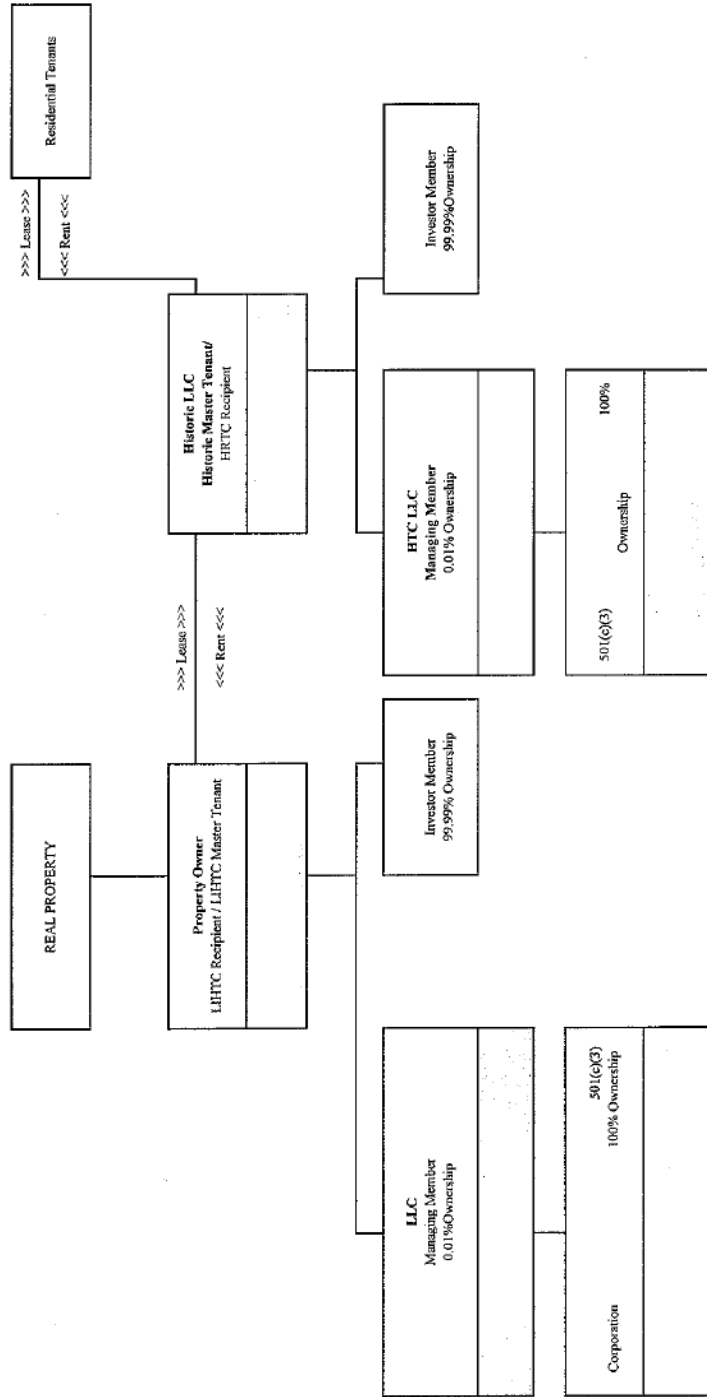 REAL PROPERTY
Residential Tenants
>>> Lease >>>
<<< Rent <<<
Property Owner
LIHTC Recipient / LIHTC Master Tenant
>>> Lease >>>
<<< Rent <<<
Historic LLC
Historic Master Tenant/
HRTC Recipient
LLC
Managing Member
0.01%Ownership
Investor Member
99.99% Ownership
HTC LLC
Managing Member
0.01% Ownership
Investor Member
99.99%Ownership
Corporation
501(c)(3)
100% Ownership
501(c)(3)
Ownership
100%